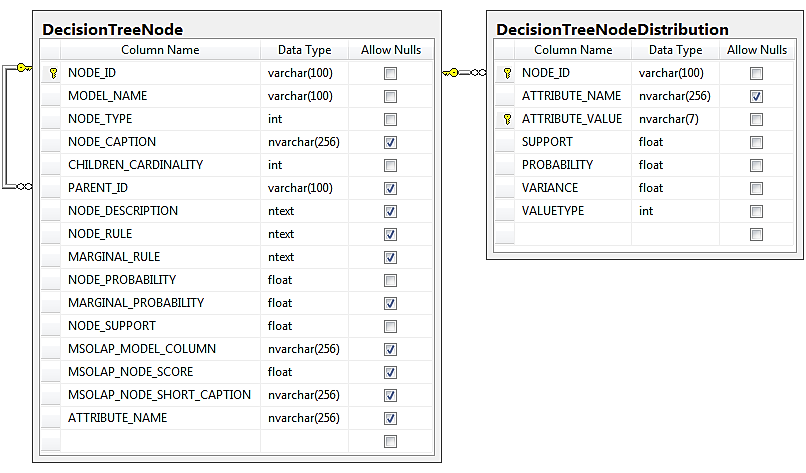 DecisionTreeNode
Column Name Data Type Allow Nulls
NODE_ID varchar(100)
MODEL_NAME varchar(100)
NODE_TYPE int
NODE_CAPTION nvarchar(256)
CHILDREN_CARDINALITY int
PARENT_ID varchar(100)
NODE_DESCRIPTION ntext
NODE_RULE ntext
MARGINAL_RULE ntext
NODE_PROBABILITY float
MARGINAL_PROBABILITY float
NODE_SUPPORT float
MSOLAP_MODEL_COLUMN nvarchar(256)
MSOLAP_NODE_SCORE float
MSOLAP_NODE_SHORT_CAPTION nvarchar(256)
ATTRIBUTE_NAME nvarchar(256)
DecisionTreeNodeDistribution
Column Name Data Type Allow Nulls
NODE_ID varchar(100)
ATTRIBUTE_NAME nvarchar(256)
ATTRIBUTE_VALUE nvarchar(7)
SUPPORT float
PROBABILITY float
VARIANCE float
VALUETYPE int